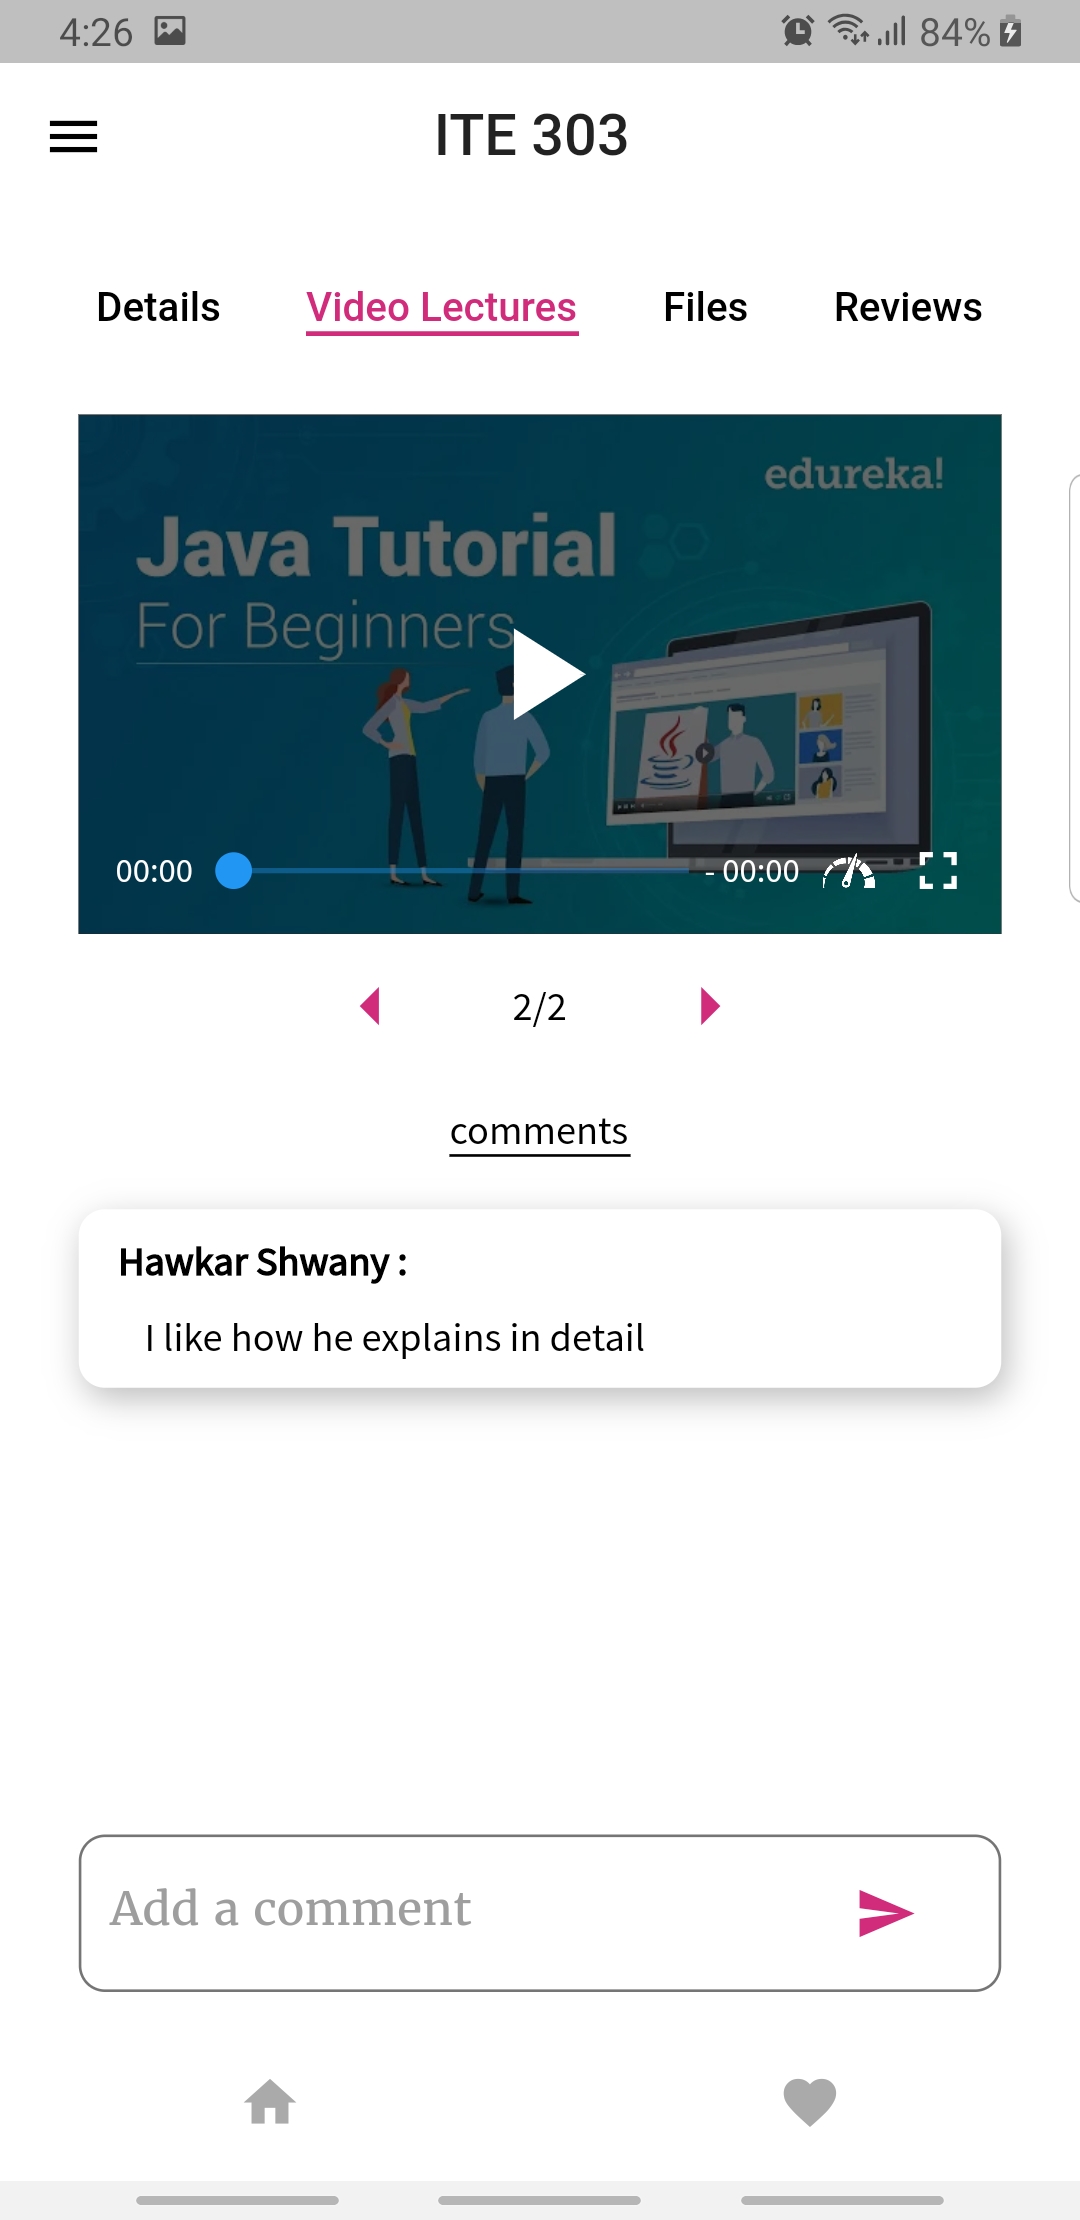 4:26 84%
ITE 303
Details Video Lectures Files Reviews
edureka!
Java Tutorial
For Beginners
00:00 - 00:00
2/2
comments
Hawkar Shwany :
I like how he explains in detail
Add a comment